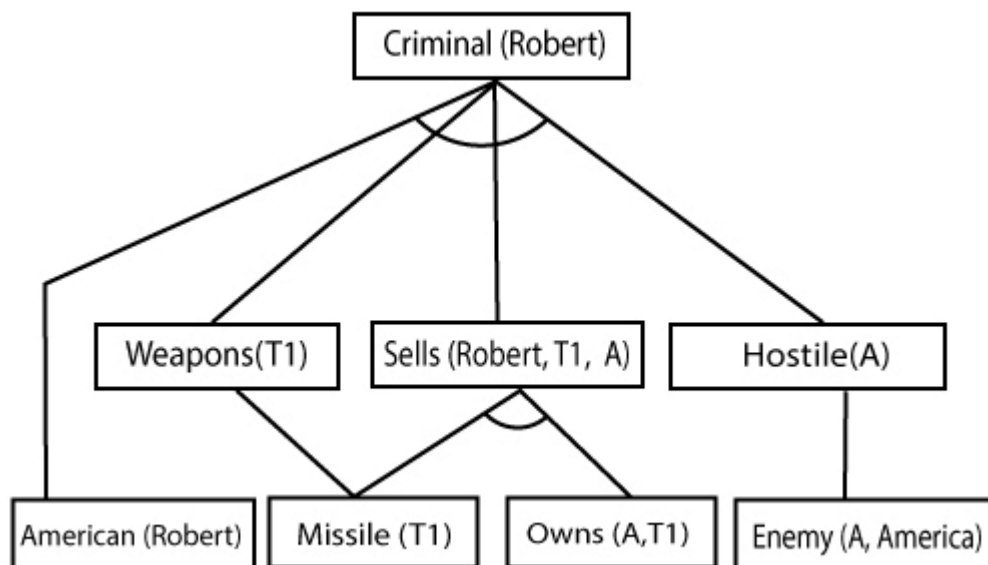 Criminal (Robert)
Weapons(T1)
Sells (Robert, T1, A)
Hostile(A)
American (Robert)
Missile (T1)
Owns (A,T1)
Enemy (A, America)